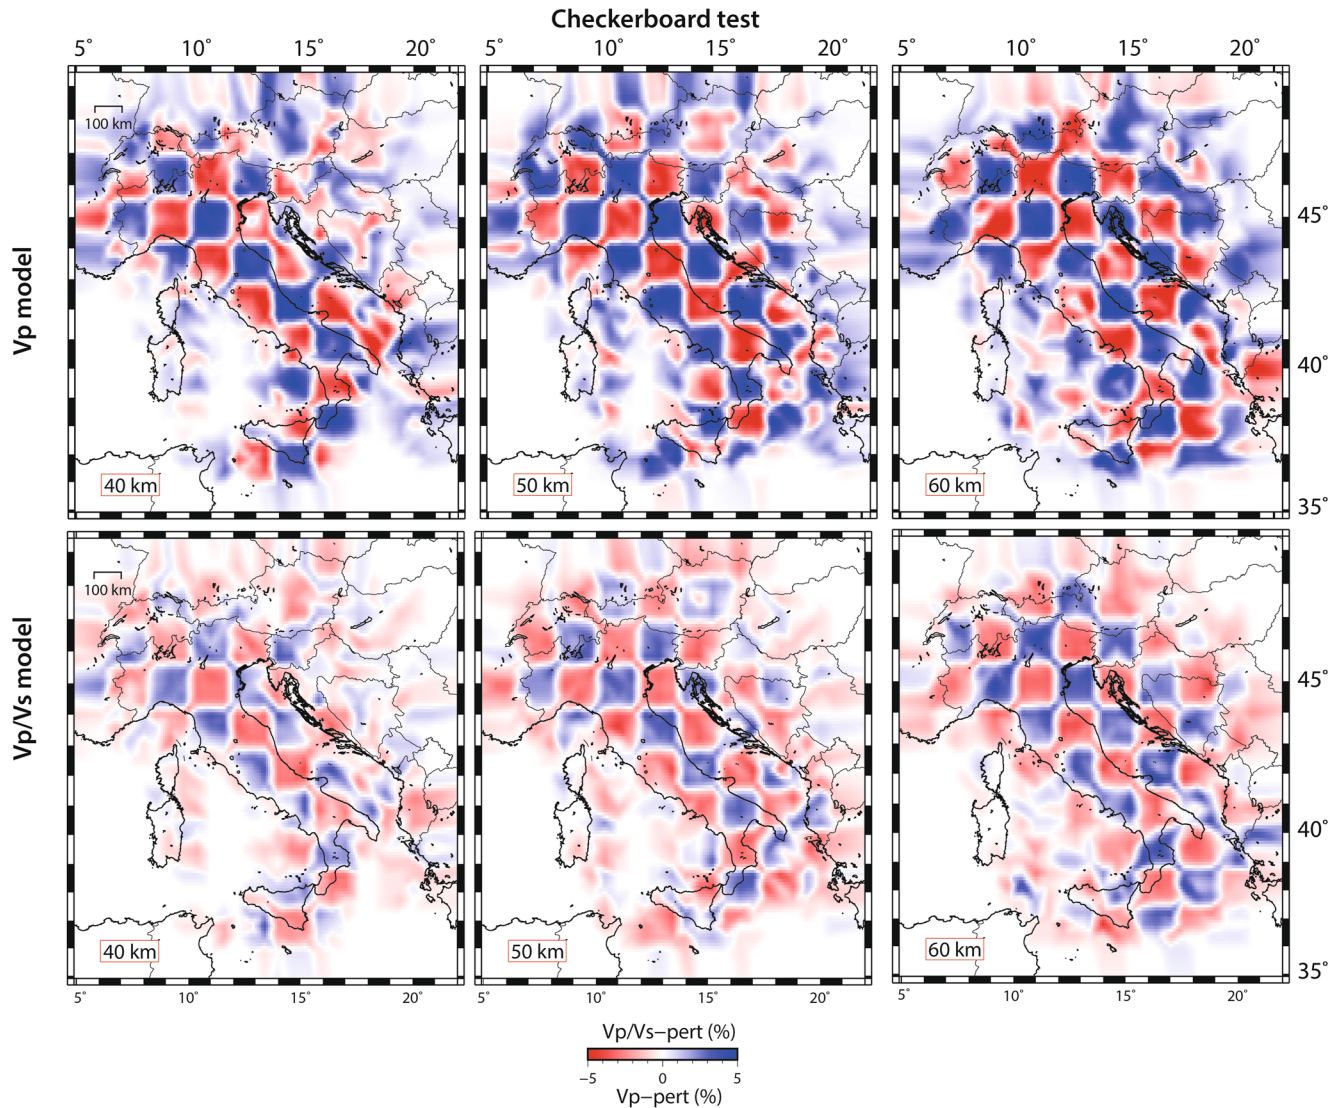 Checkerboard test
5° 10° 15° 20° 5° 10° 15° 20° 5° 10° 15° 20°
100 km
Vp model
45°
40°
40 km 50 km 60 km
35°
100 km
Vp/Vs model
45°
40°
40 km 50 km 60 km
35°
5° 10° 15° 20° 5° 10° 15° 20° 5° 10° 15° 20°
Vp/Vs−pert (%)
−5 0 5
Vp−pert (%)